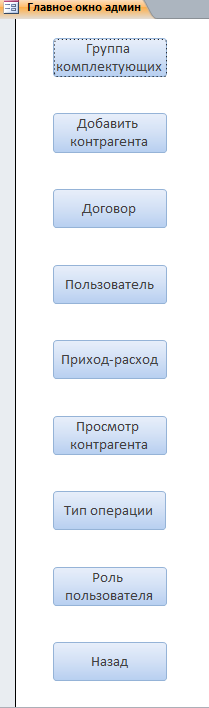 Главное окно админ
Группа
комплектующих
Добавить
контрагента
Договор
Пользователь
Приход-расход
Просмотр
контрагента
Тип операции
Роль
пользователя
Назад